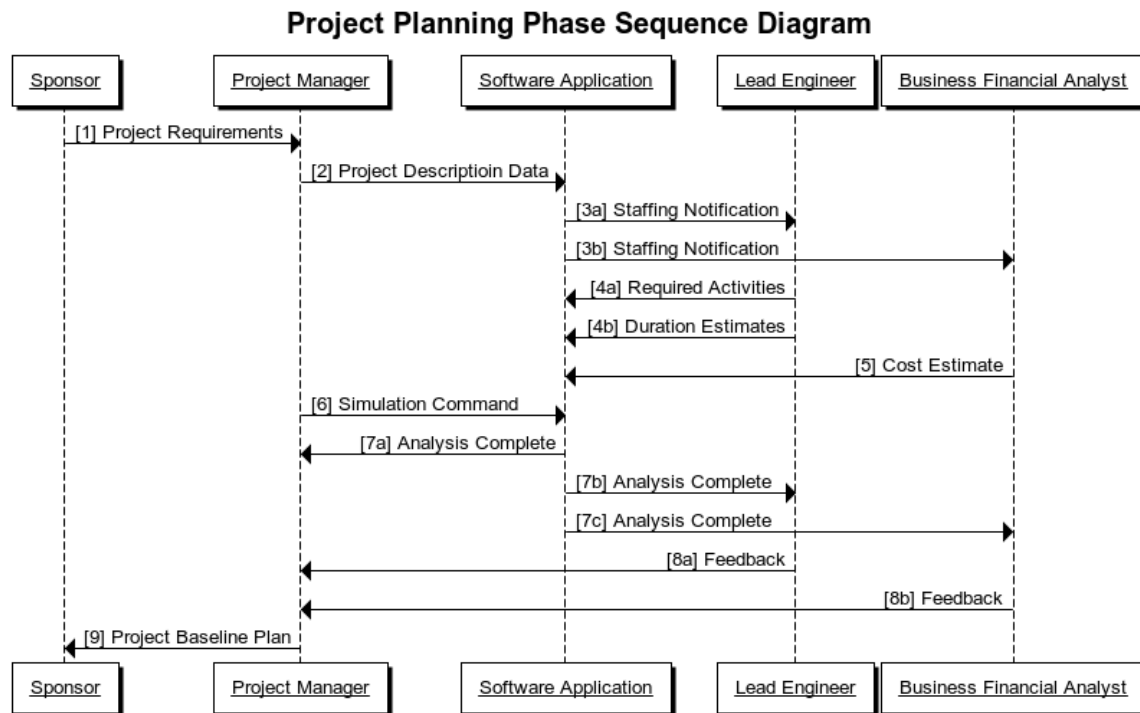 Project Planning Phase Sequence Diagram
Sponsor Project Manager Software Application Lead Engineer Business Financial Analyst
[1] Project Requirements
[2] Project Descriptioin Data
[3a] Staffing Notification
[3b] Staffing Notification
[4a] Required Activities
[4b] Duration Estimates
[5] Cost Estimate
[6] Simulation Command
[7a] Analysis Complete
[7b] Analysis Complete
[7c] Analysis Complete
[8a] Feedback
[8b] Feedback
[9] Project Baseline Plan
Sponsor Project Manager Software Application Lead Engineer Business Financial Analyst